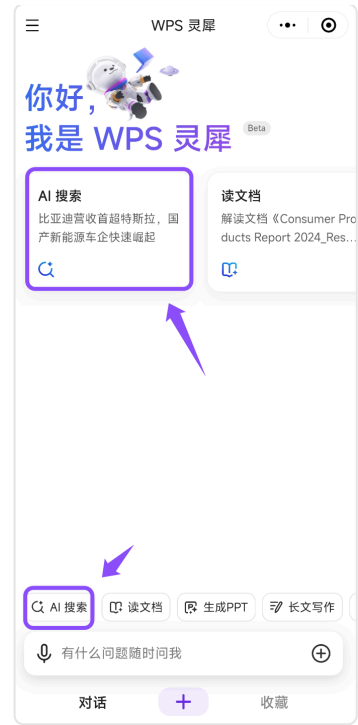 WPS 灵犀
你好，
我是 WPS 灵犀 Beta
AI 搜索
比亚迪营收首超特斯拉，国
产新能源车企快速崛起
读文档
解读文档《Consumer Pro
ducts Report 2024_Res...
AI 搜索
读文档
生成PPT
长文写作
有什么问题随时问我
对话
收藏